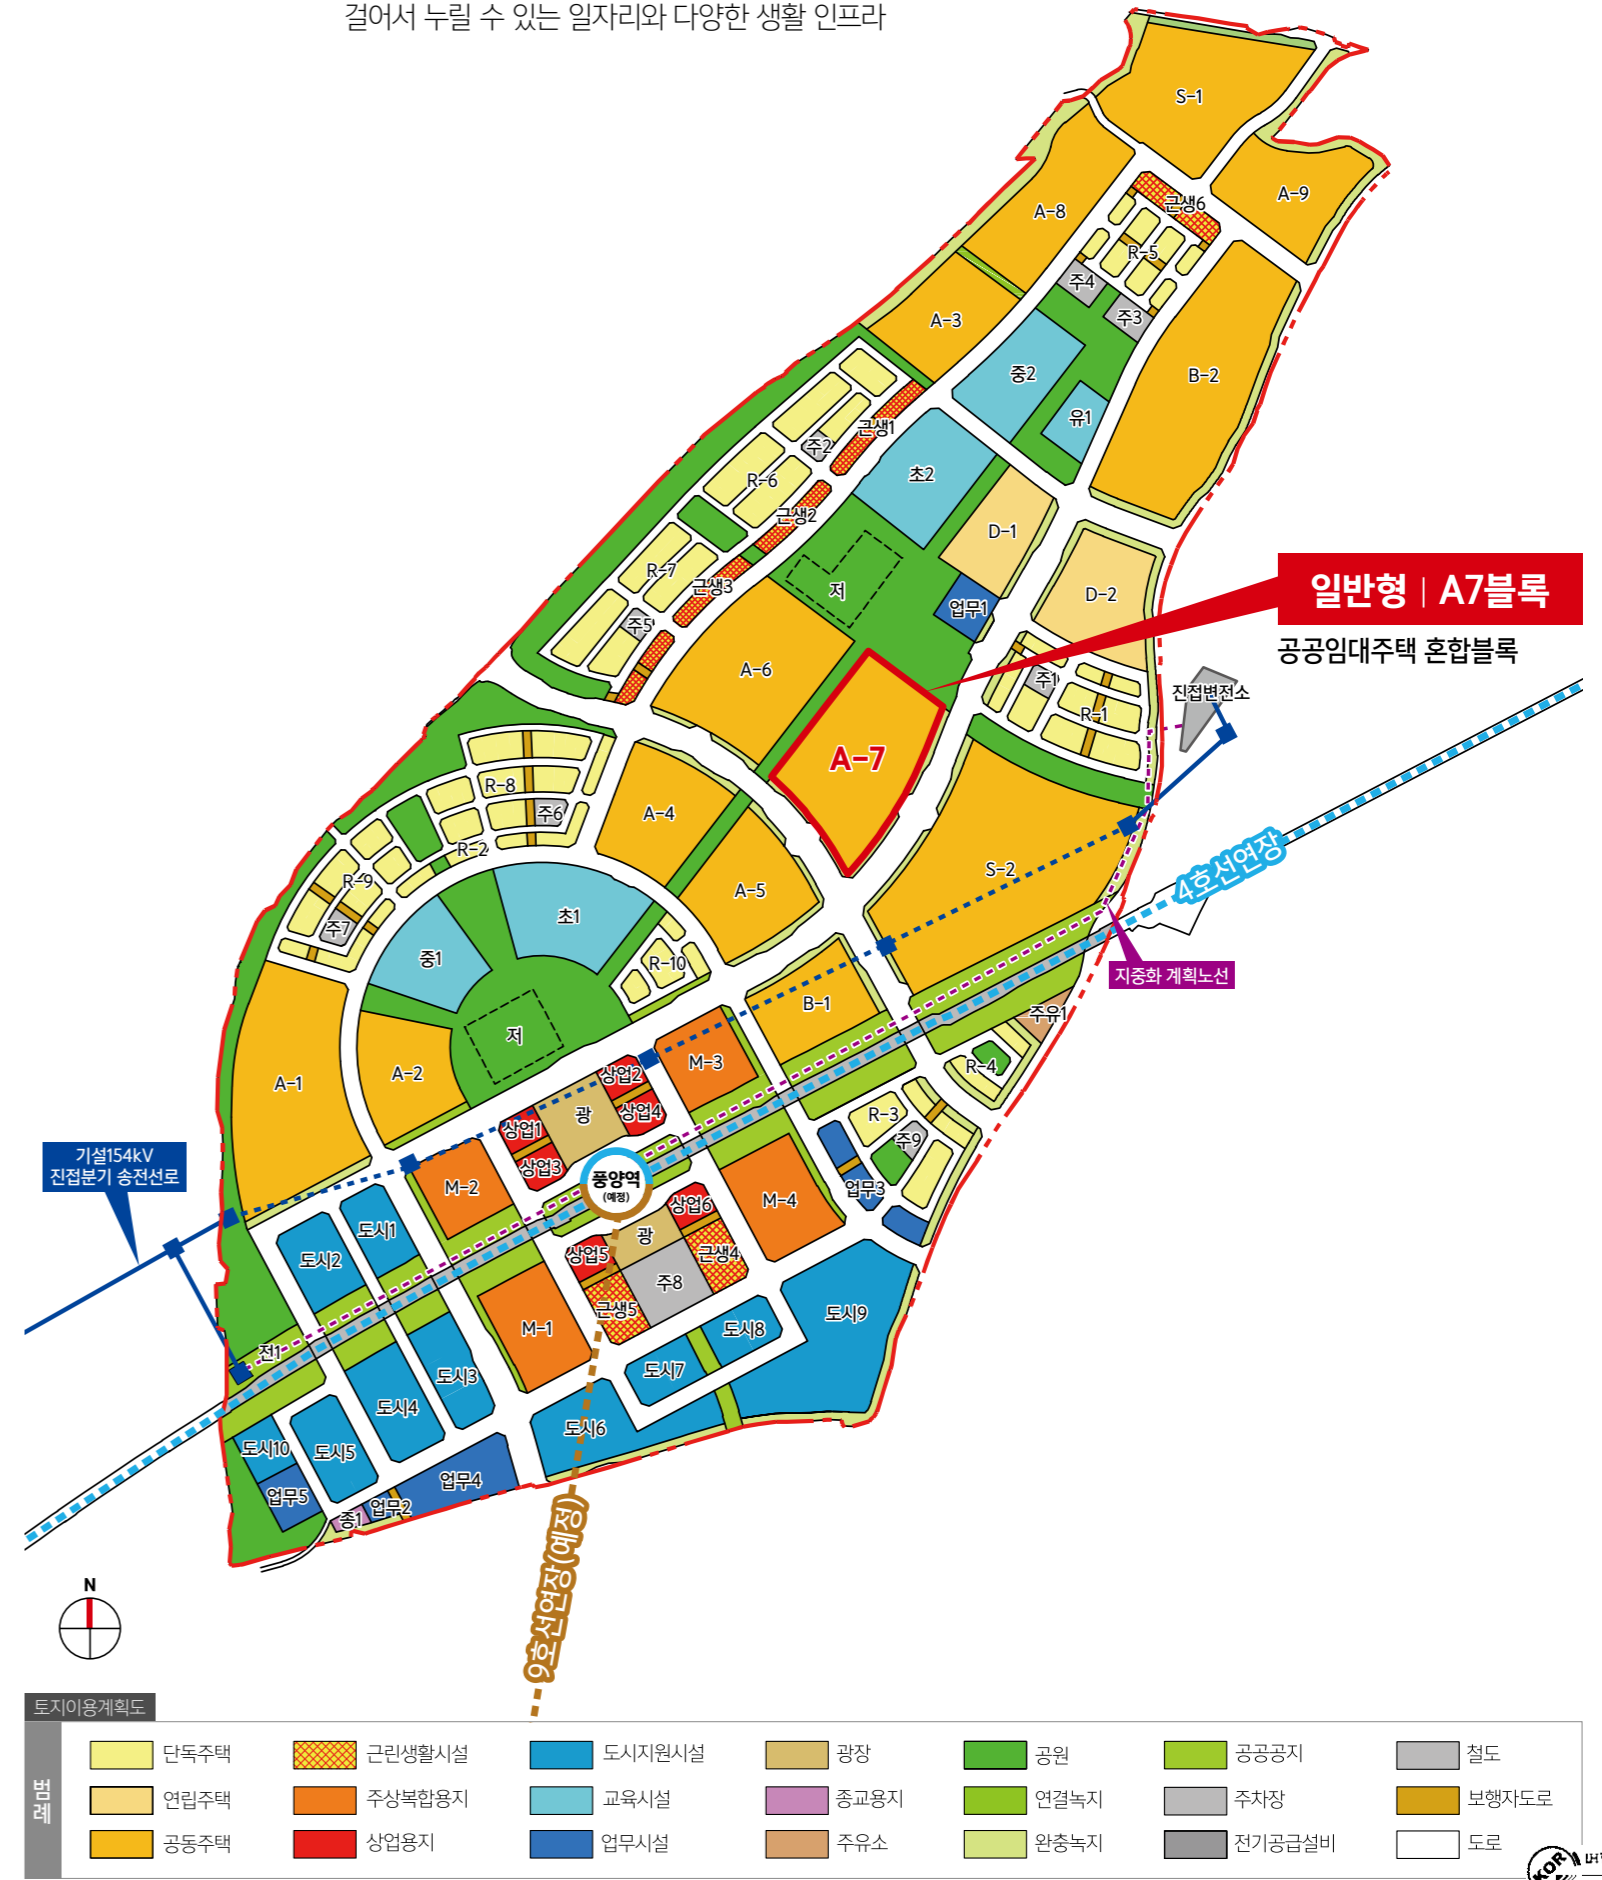 걸어서 누릴 수 있는 일자리와 다양한 생활 인프라
S-1
A-9
근생6
A-8
R-5
주4
주3
A-3
중2
B-2
유1
근생1
주2
초2
R-6
근생2
D-1
R-7
근생3
저
업무1
D-2
일반형 | A7블록
공공임대주택 혼합블록
주5
A-6
주1
R-1
진접변전소
A-7
R-8
주6
A-4
R-2
S-2
4호선연장
R-9
A-5
주7
초1
중1
R-10
지중화 계획노선
B-1
주유1
저
A-1
A-2
M-3
상업2
R-4
광
상업4
R-3
상업1
주9
상업3
기설154kV
진접분기 송전선로
풍양역
(예정)
M-2
업무3
M-4
상업6
도시1
도시2
광
상업5
근생4
주8
근생5
도시9
M-1
도시8
전1
도시7
도시3
도시4
도시6
도시10
도시5
업무4
업무5
업무2
종1
9호선연장(예정)
N
토지이용계획도
범례
단독주택 근린생활시설 도시지원시설 광장 공원 공공공지 철도
연립주택 주상복합용지 교육시설 종교용지 연결녹지 주차장 보행자도로
공동주택 상업용지 업무시설 주유소 완충녹지 전기공급설비 도로
KOR